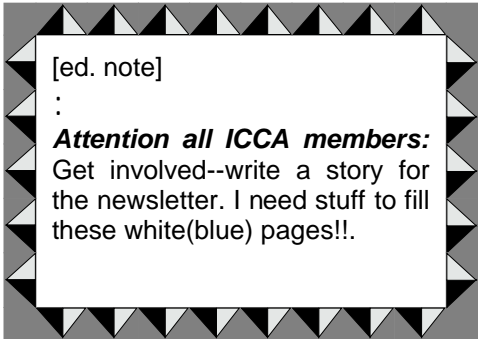 [ed. note]
:
Attention all ICCA members:
Get involved--write a story for
the newsletter. I need stuff to fill
these white(blue) pages!!.